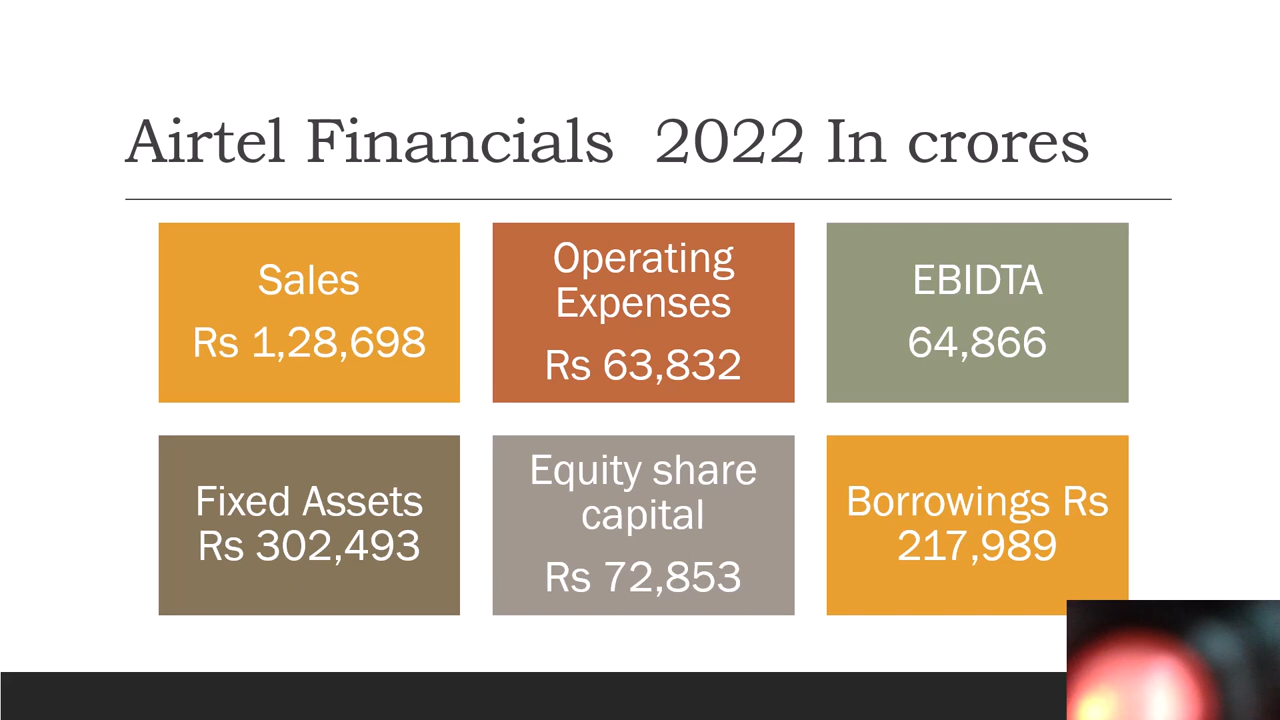 Airtel Financials 2022 In crores
Sales
Rs 1,28,698
Operating
Expenses
Rs 63,832
EBIDTA
64,866
Fixed Assets
Rs 302,493
Equity share
capital
Rs 72,853
Borrowings Rs
217,989